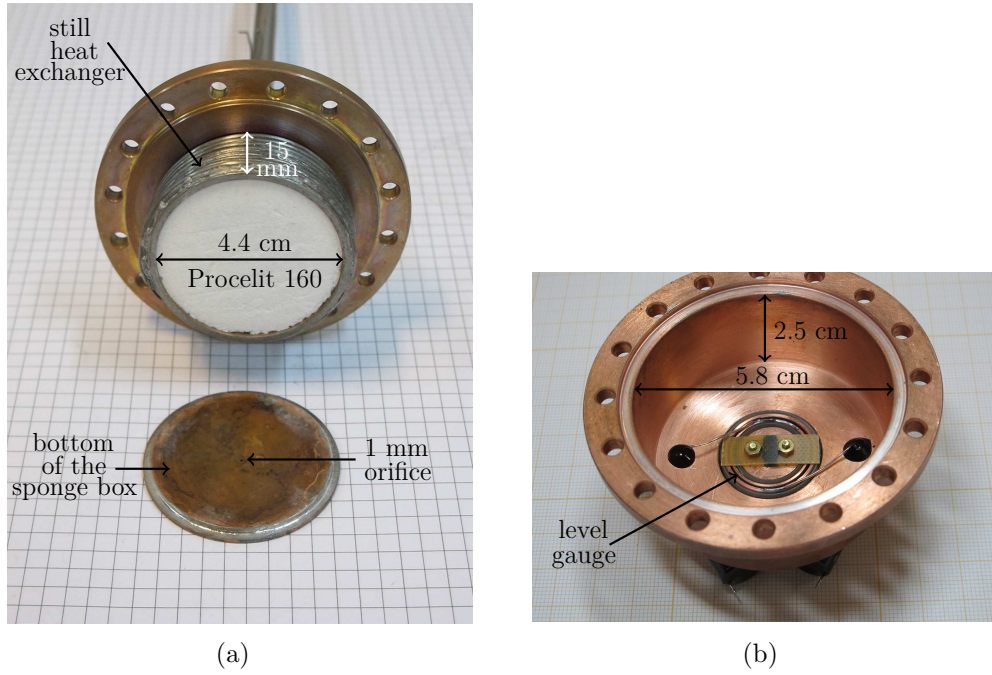 still
heat
exchanger
15
mm
4.4 cm
Procelit 160
bottom
of the
sponge box
1 mm
orifice
(a)
2.5 cm
5.8 cm
level
gauge
(b)